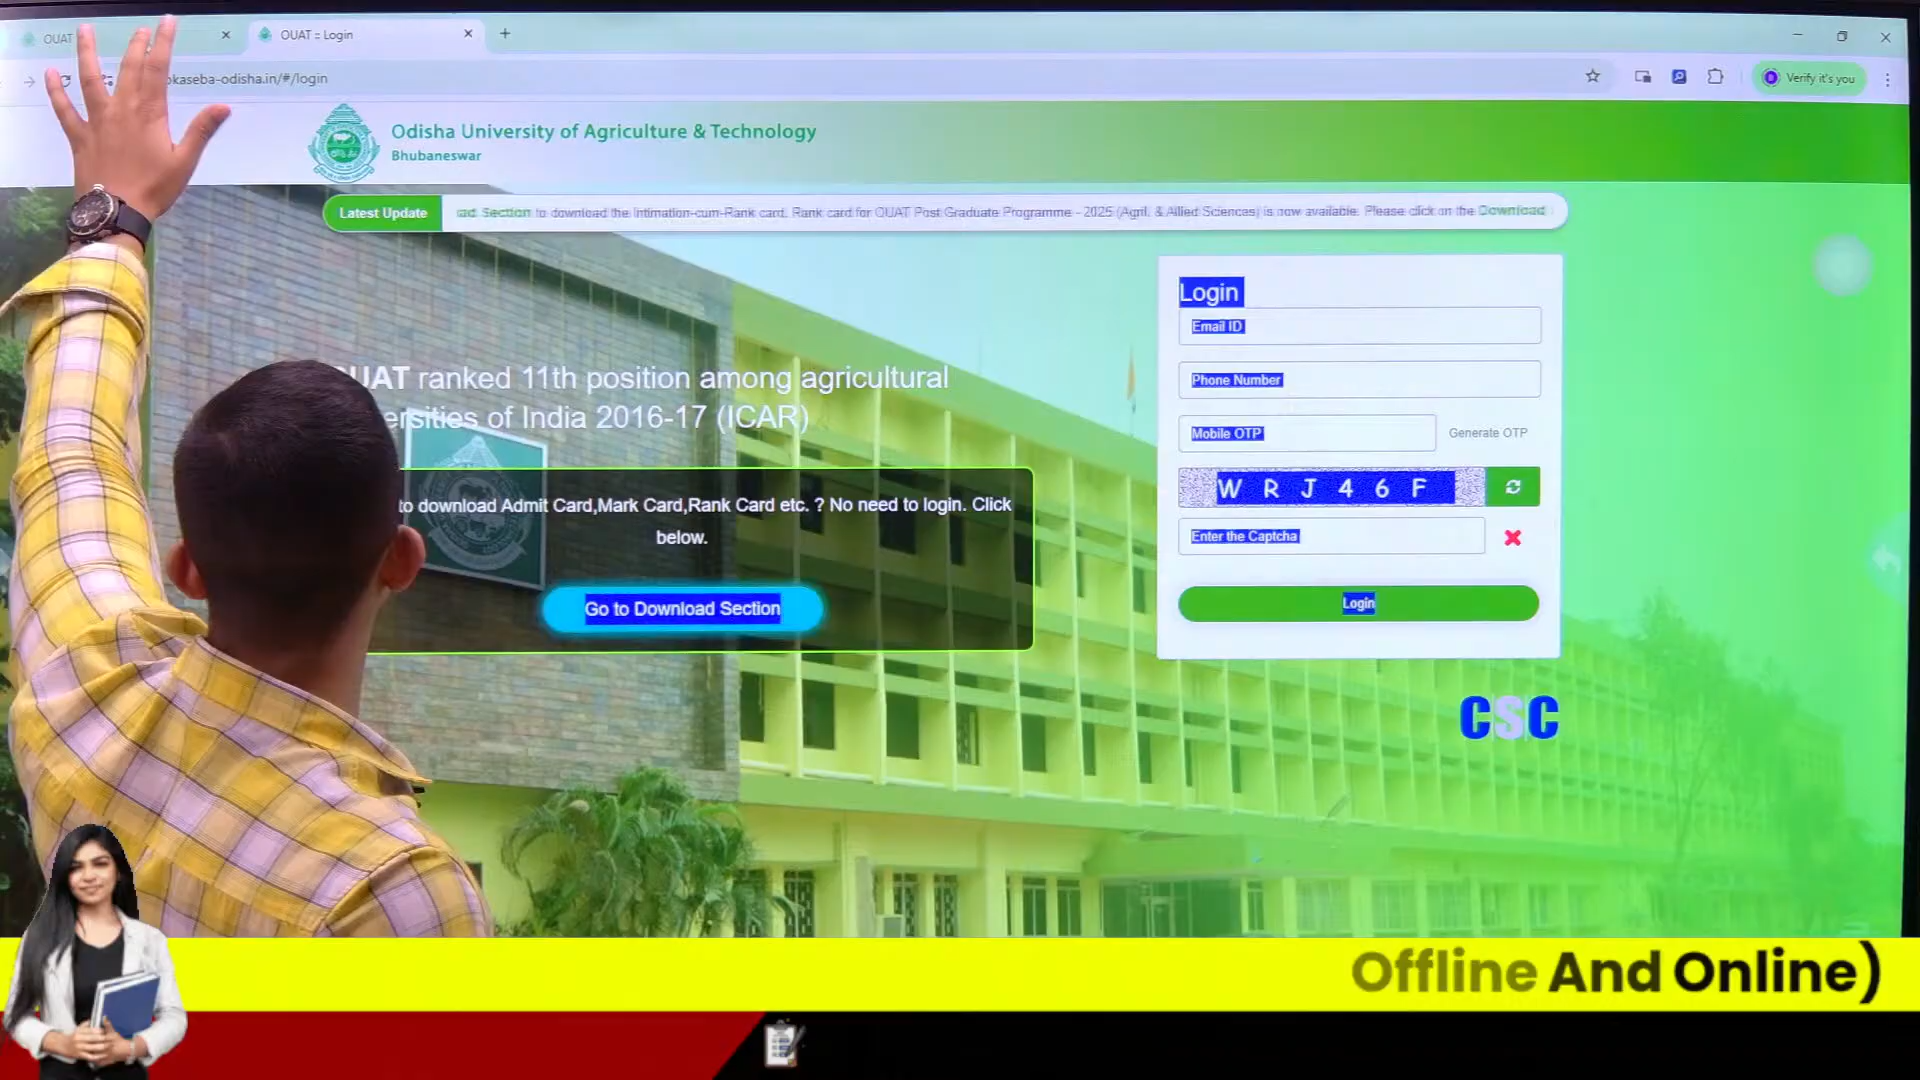 OUAT
OUAT :: Login
okaseba-odisha.in/#/login
Verify it's you
Odisha University of Agriculture & Technology
Bhubaneswar
Latest Update
ad Section to download the Intimation-cum-Rank card. Rank card for OUAT Post Graduate Programme - 2025 (Agril. & Allied Sciences) is now available. Please click on the Download
Login
Email ID
Phone Number
Mobile OTP
Generate OTP
W R J 4 6 F
Enter the Captcha
Login
UAT ranked 11th position among agricultural
ersities of India 2016-17 (ICAR)
to download Admit Card,Mark Card,Rank Card etc. ? No need to login. Click
below.
Go to Download Section
CSC
Offline And Online)